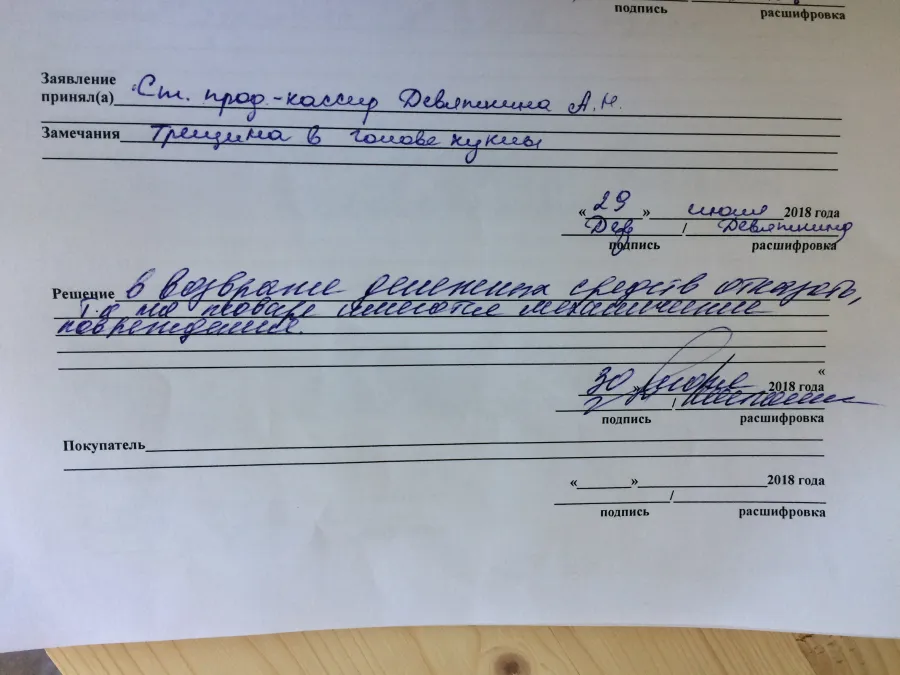 подпись расшифровка
Заявление
принял(а) Ст. прод.-кассир Девяткина А.Н.
Замечания Трещина в голове куклы
« 29 » июня 2018 года
Дев / Девяткина
подпись расшифровка
Решение В возврате денежных средств отказать,
т.к на товаре имеются механические
повреждения.
«
30 » июня 2018 года
/
подпись расшифровка
Покупатель
« » 2018 года
/
подпись расшифровка